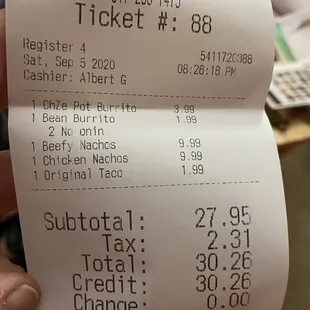 Ticket #: 88
Register 4
5411720388
Sat, Sep 5 2020 08:26:18 PM
Cashier: Albert G
1 ChZe Pot Burrito 3.99
1 Bean Burrito 1.99
2 No onin
1 Beefy Nachos 9.99
1 Chicken Nachos 9.99
1 Original Taco 1.99
Subtotal: 27.95
Tax: 2.31
Total: 30.26
Credit: 30.26
Change: 0.00